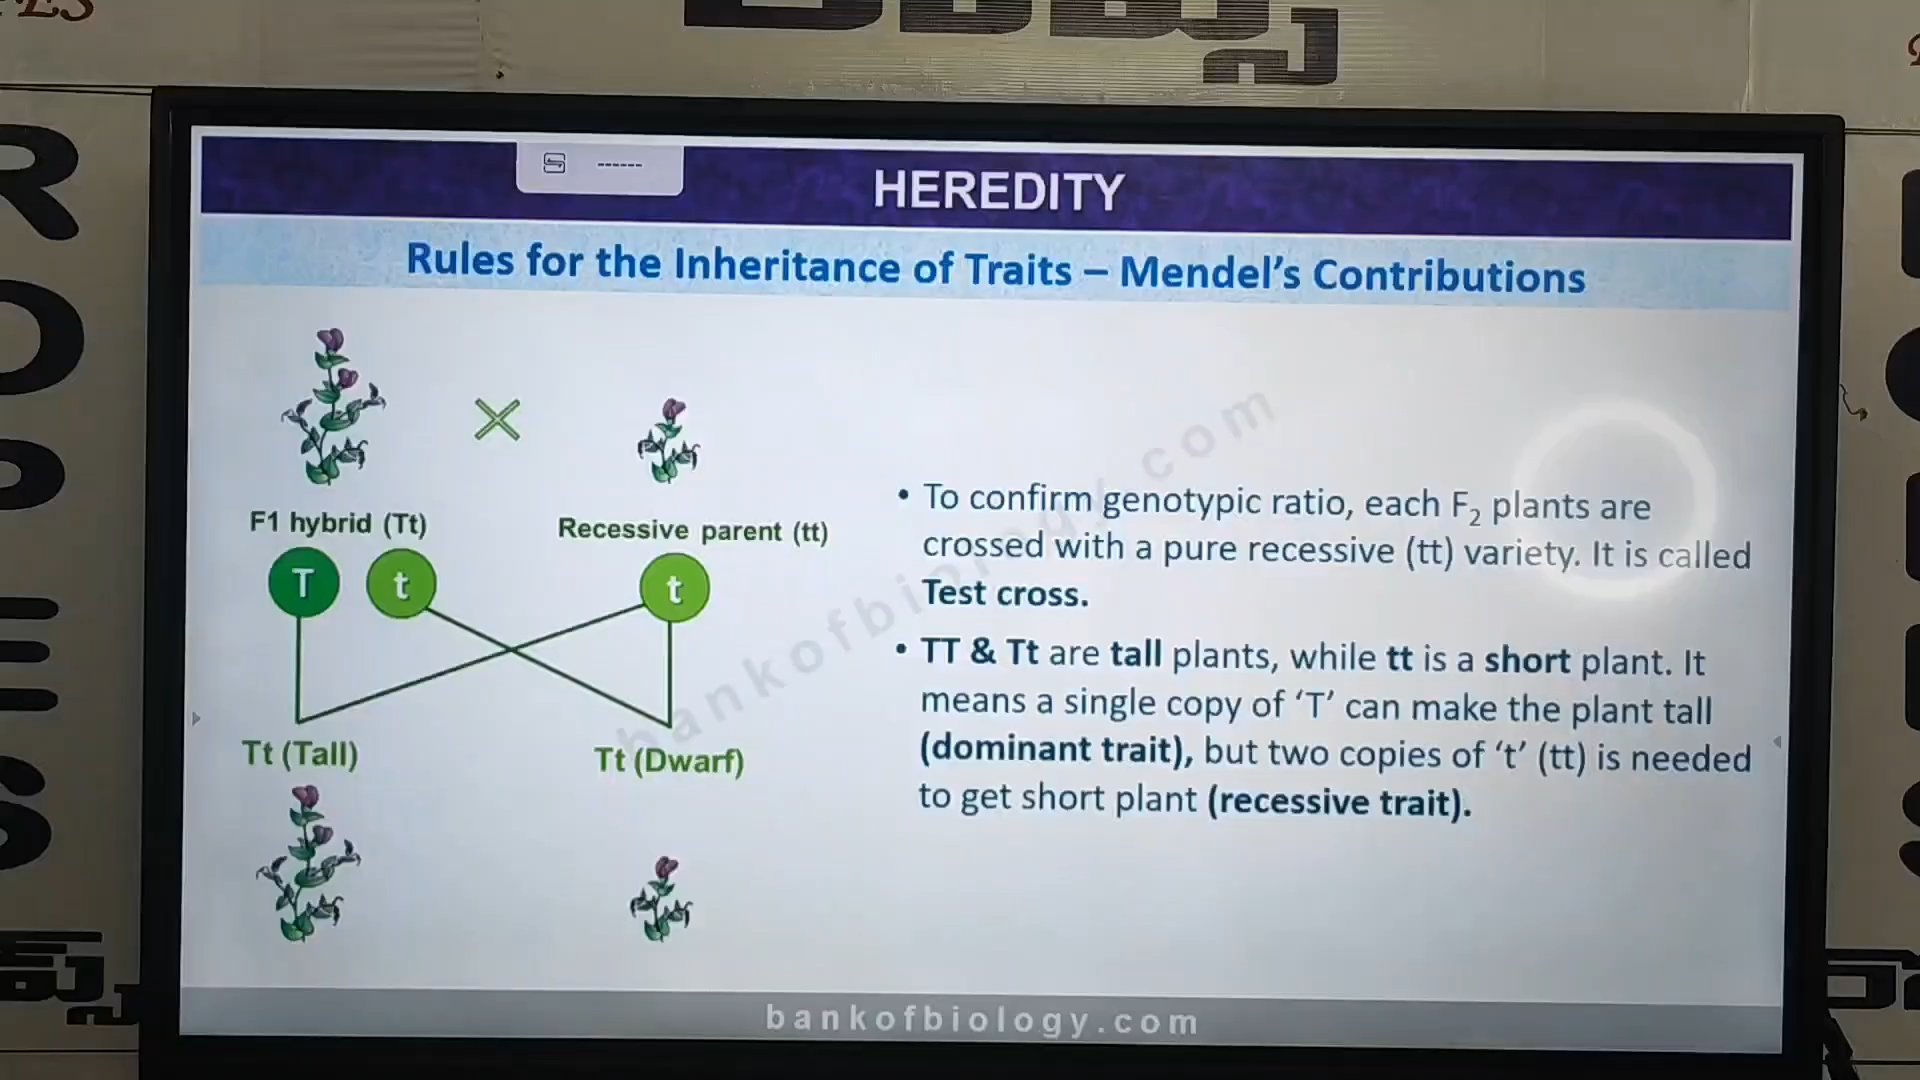 HEREDITY
Rules for the Inheritance of Traits – Mendel's Contributions
F1 hybrid (Tt)
Recessive parent (tt)
T
t
t
Tt (Tall)
Tt (Dwarf)
• To confirm genotypic ratio, each F₂ plants are
crossed with a pure recessive (tt) variety. It is called
Test cross.
• TT & Tt are tall plants, while tt is a short plant. It
means a single copy of ‘T’ can make the plant tall
(dominant trait), but two copies of ‘t’ (tt) is needed
to get short plant (recessive trait).
bankofbiology.com
bankofbiology.com
R
O
P
E
S